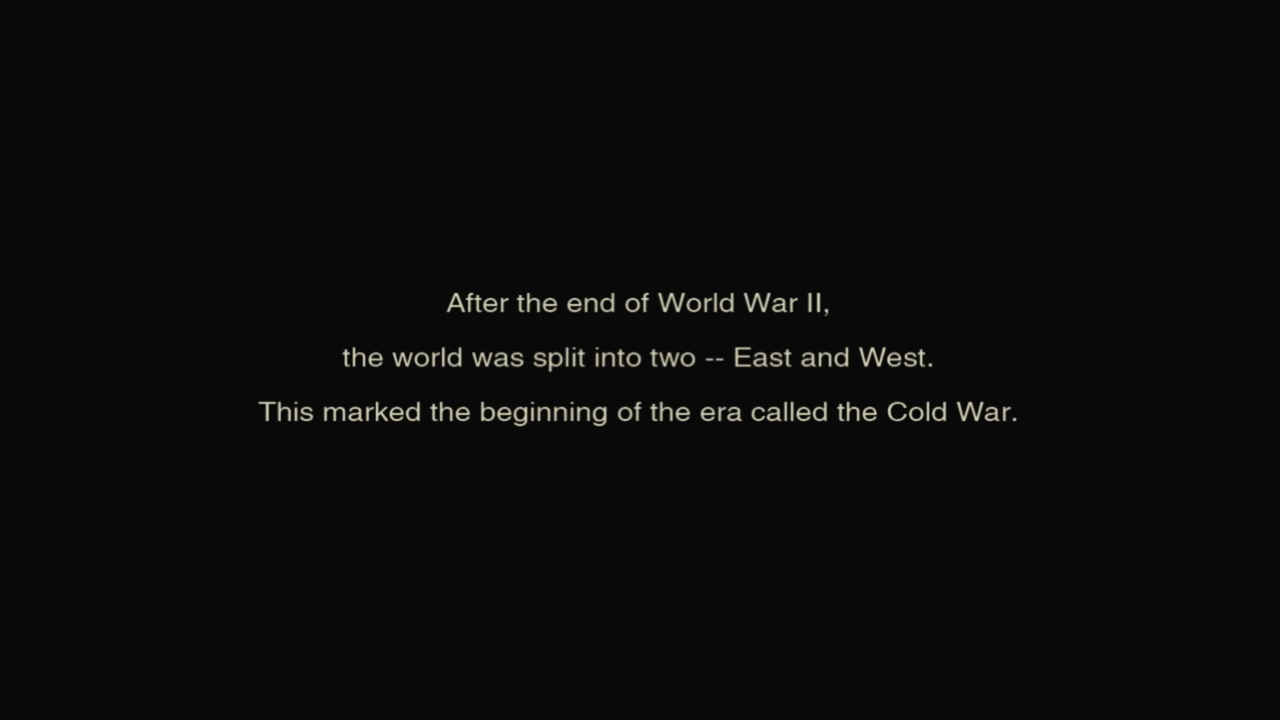 After the end of World War II,
the world was split into two -- East and West.
This marked the beginning of the era called the Cold War.